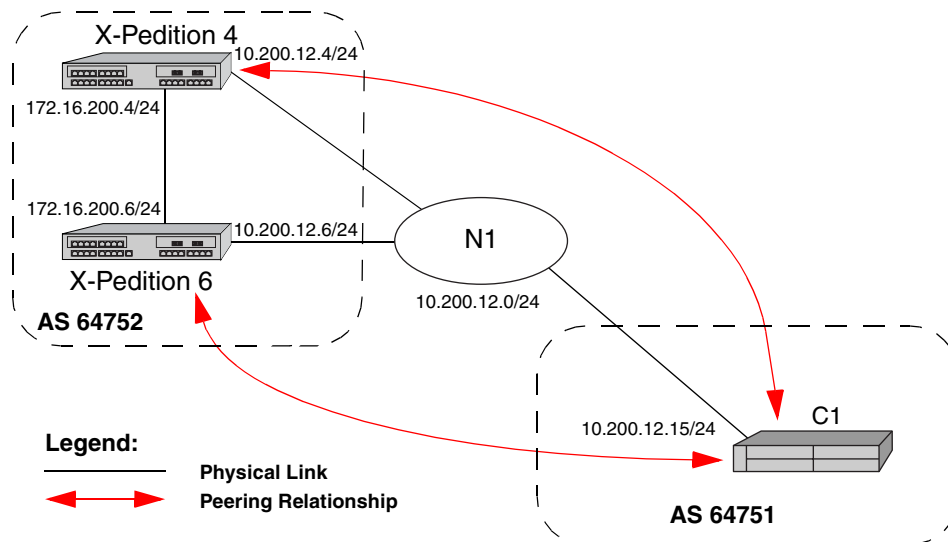 X-Pedition 4
10.200.12.4/24
172.16.200.4/24
172.16.200.6/24
10.200.12.6/24
N1
X-Pedition 6
10.200.12.0/24
AS 64752
C1
10.200.12.15/24
Legend:
Physical Link
Peering Relationship
AS 64751